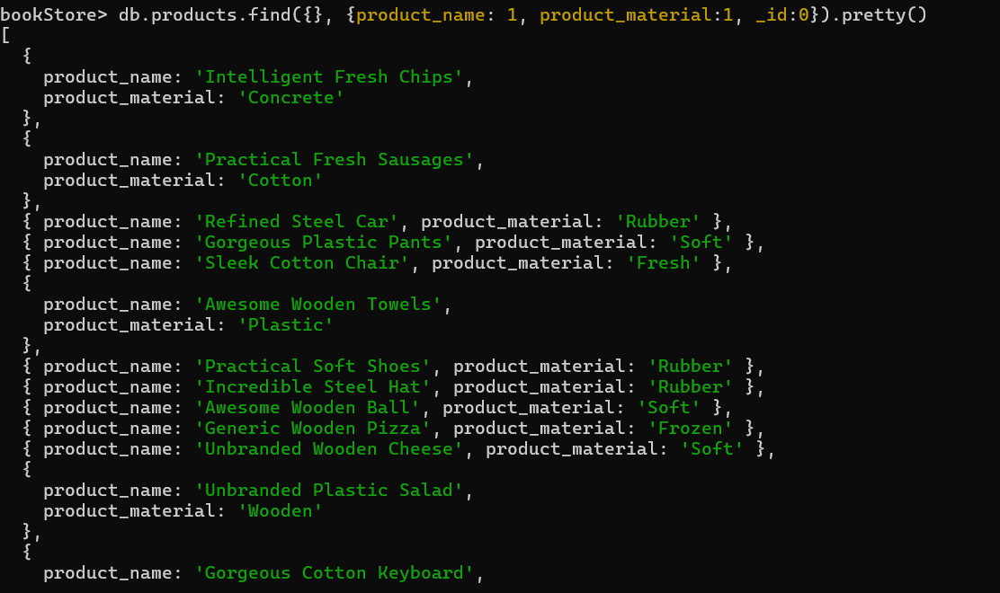 bookStore> db.products.find({}, {product_name: 1, product_material:1, _id:0}).pretty()
[
  {
    product_name: 'Intelligent Fresh Chips',
    product_material: 'Concrete'
  },
  {
    product_name: 'Practical Fresh Sausages',
    product_material: 'Cotton'
  },
  { product_name: 'Refined Steel Car', product_material: 'Rubber' },
  { product_name: 'Gorgeous Plastic Pants', product_material: 'Soft' },
  { product_name: 'Sleek Cotton Chair', product_material: 'Fresh' },
  {
    product_name: 'Awesome Wooden Towels',
    product_material: 'Plastic'
  },
  { product_name: 'Practical Soft Shoes', product_material: 'Rubber' },
  { product_name: 'Incredible Steel Hat', product_material: 'Rubber' },
  { product_name: 'Awesome Wooden Ball', product_material: 'Soft' },
  { product_name: 'Generic Wooden Pizza', product_material: 'Frozen' },
  { product_name: 'Unbranded Wooden Cheese', product_material: 'Soft' },
  {
    product_name: 'Unbranded Plastic Salad',
    product_material: 'Wooden'
  },
  {
    product_name: 'Gorgeous Cotton Keyboard',